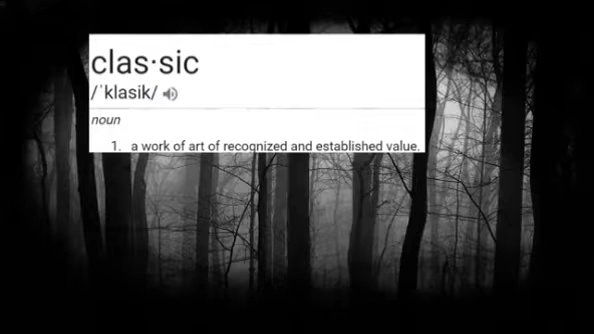 clas·sic
/ˈklasik/
noun
1. a work of art of recognized and established value.